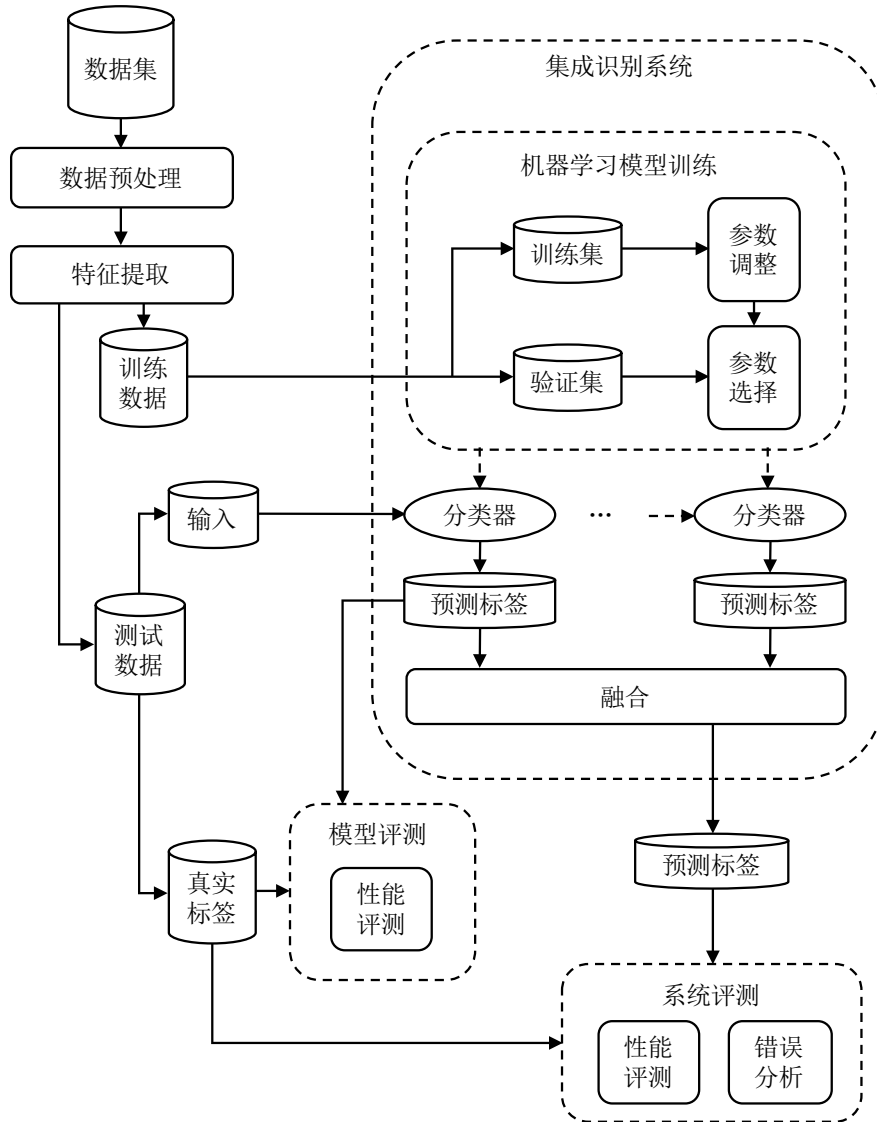 数据集
集成识别系统
数据预处理
机器学习模型训练
特征提取
训练集
参数
调整
训练
数据
验证集
参数
选择
输入
分类器
...
分类器
测试
数据
预测标签
预测标签
融合
模型评测
真实
标签
性能
评测
预测标签
系统评测
性能
评测
错误
分析